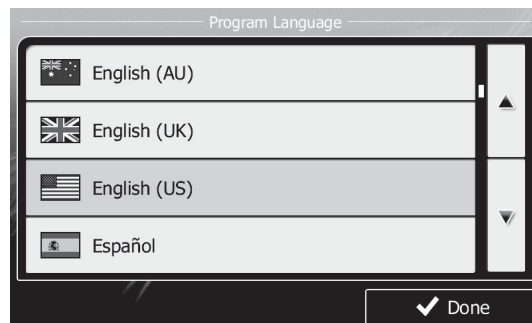 Program Language
English (AU)
English (UK)
English (US)
Español
Done